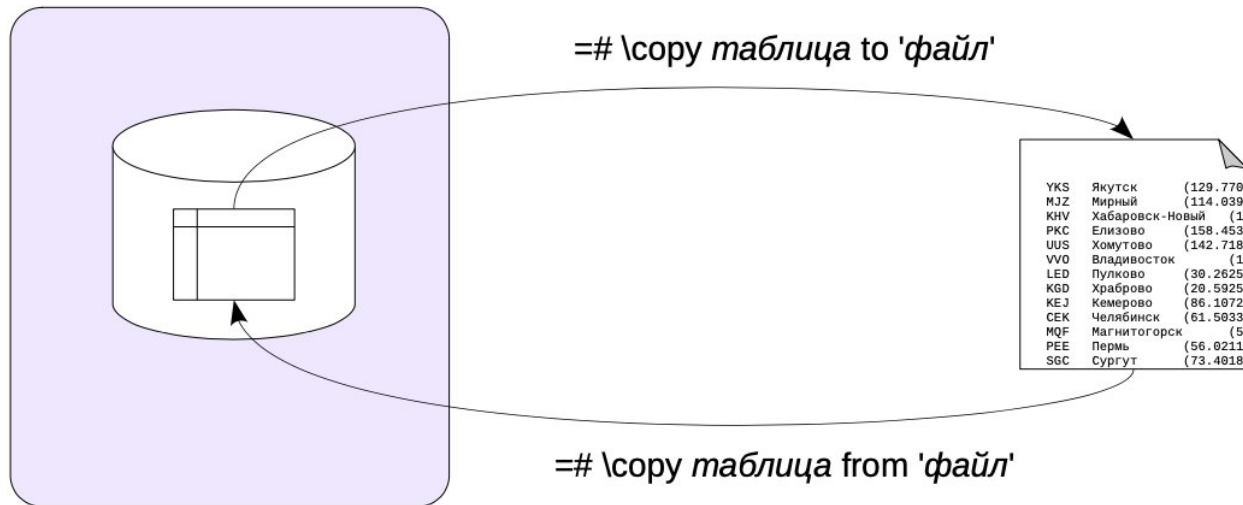 =# \copy таблица to 'файл'
YKS Якутск (129.770
MJZ Мирный (114.039
KHV Хабаровск-Новый (1
PKC Елизово (158.453
UUS Хомутово (142.718
VVO Владивосток (1
LED Пулково (30.2625
KGD Храброво (20.5925
KEJ Кемерово (86.1072
CEK Челябинск (61.5033
MQF Магнитогорск (5
PEE Пермь (56.0211
SGC Сургут (73.4018
=# \copy таблица from 'файл'